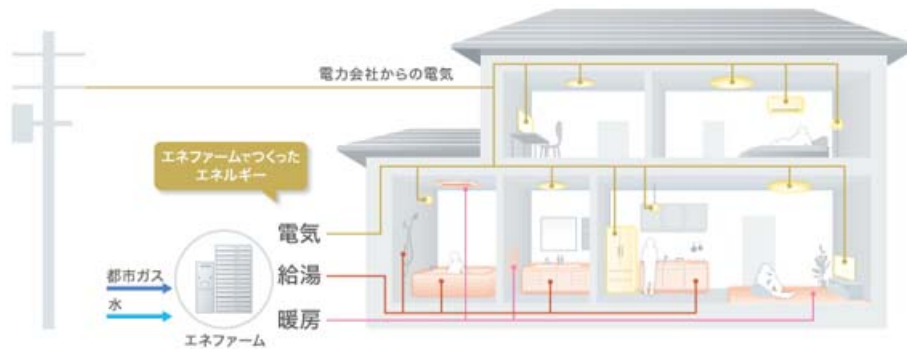 電力会社からの電気
エネファームでつくった
エネルギー
電気
都市ガス
給湯
水
暖房
エネファーム